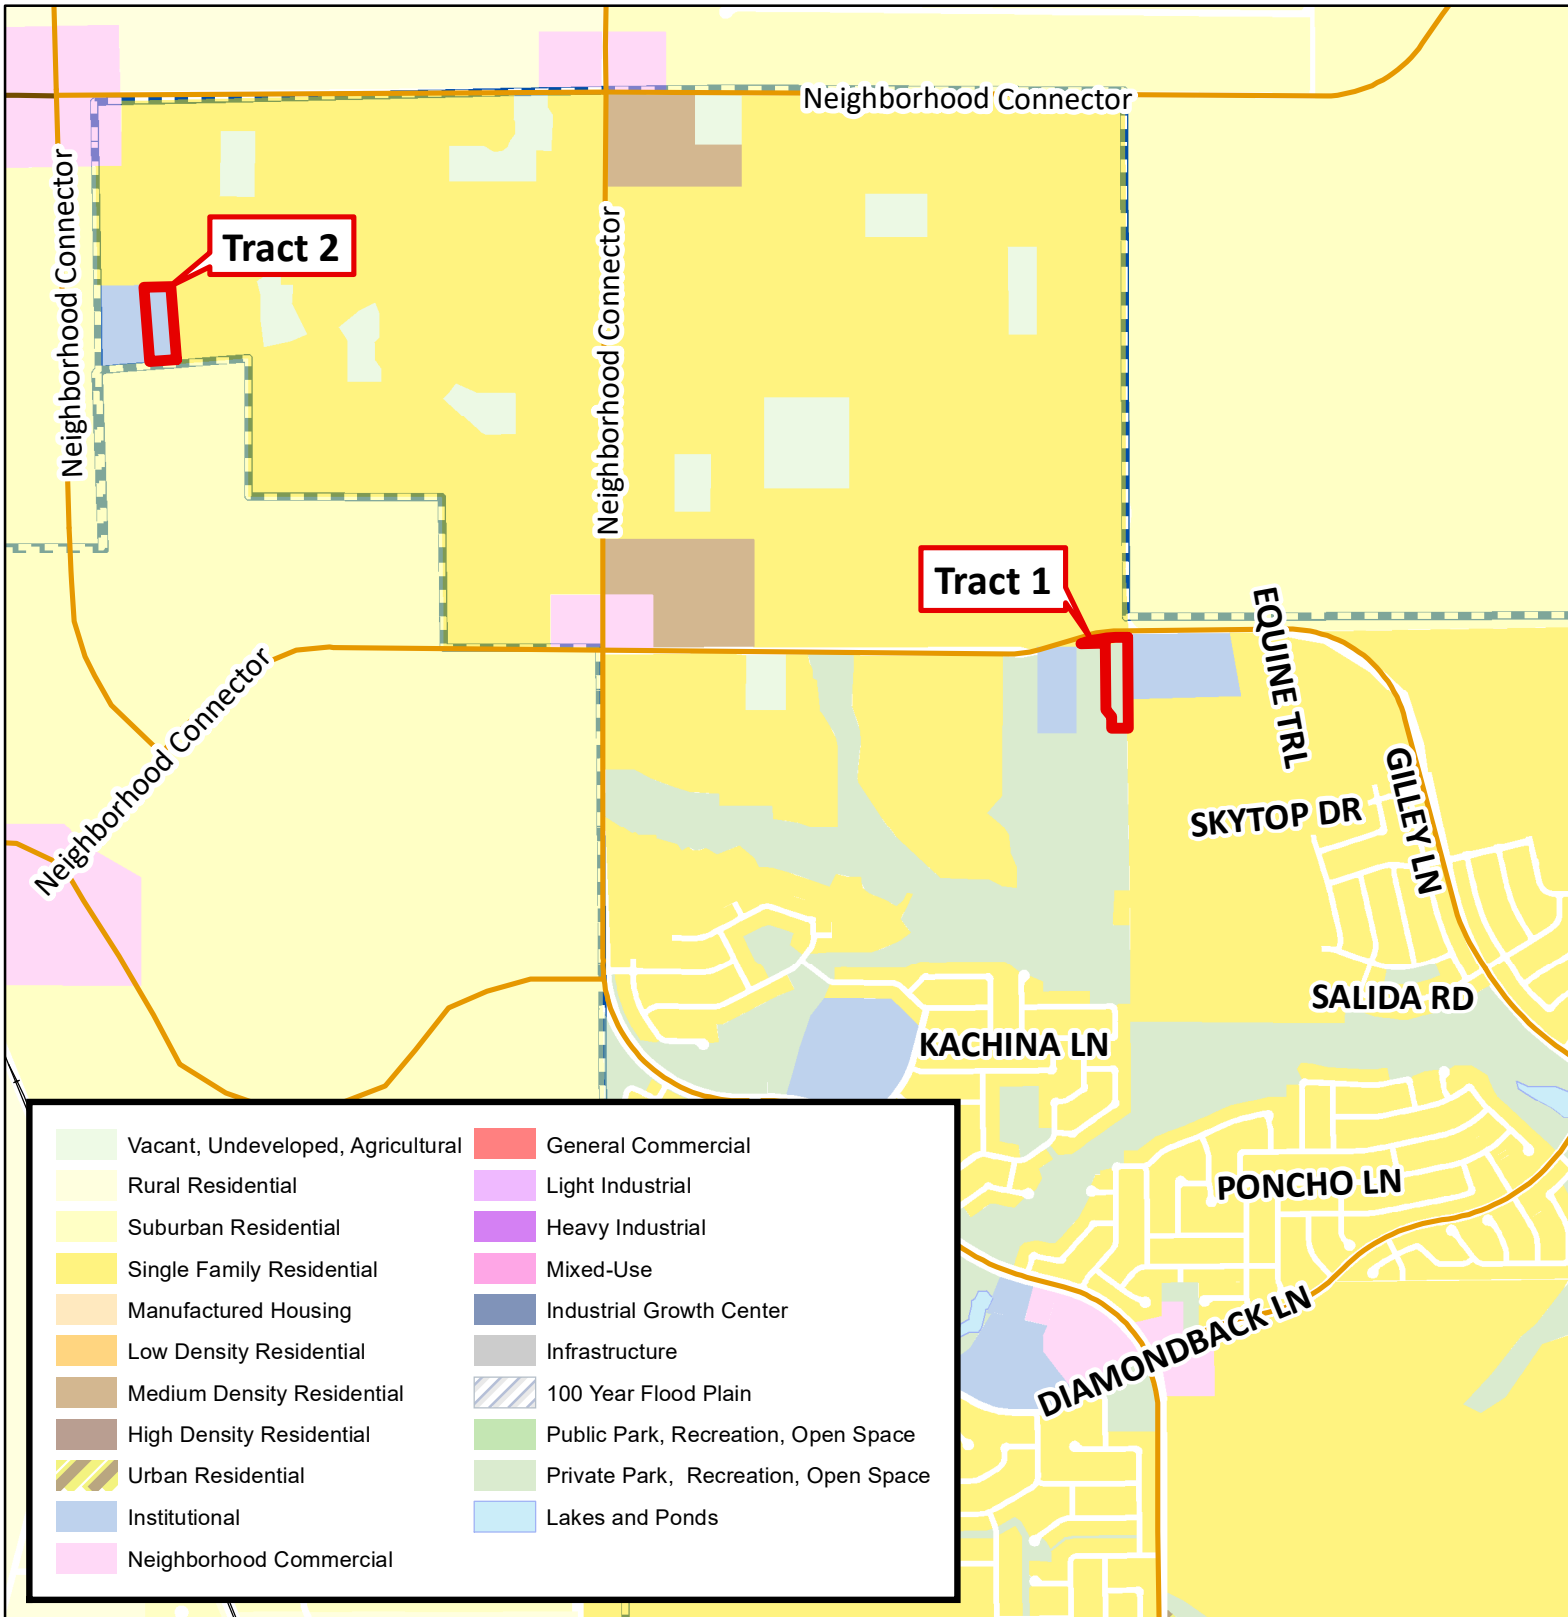 Neighborhood Connector
Neighborhood Connector
Neighborhood Connector
Tract 2
Tract 1
EQUINE TRL
Neighborhood Connector
GILLEY LN
SKYTOP DR
SALIDA RD
KACHINA LN
PONCHO LN
DIAMONDBACK LN
Vacant, Undeveloped, Agricultural
Rural Residential
Suburban Residential
Single Family Residential
Manufactured Housing
Low Density Residential
Medium Density Residential
High Density Residential
Urban Residential
Institutional
Neighborhood Commercial
General Commercial
Light Industrial
Heavy Industrial
Mixed-Use
Industrial Growth Center
Infrastructure
100 Year Flood Plain
Public Park, Recreation, Open Space
Private Park, Recreation, Open Space
Lakes and Ponds